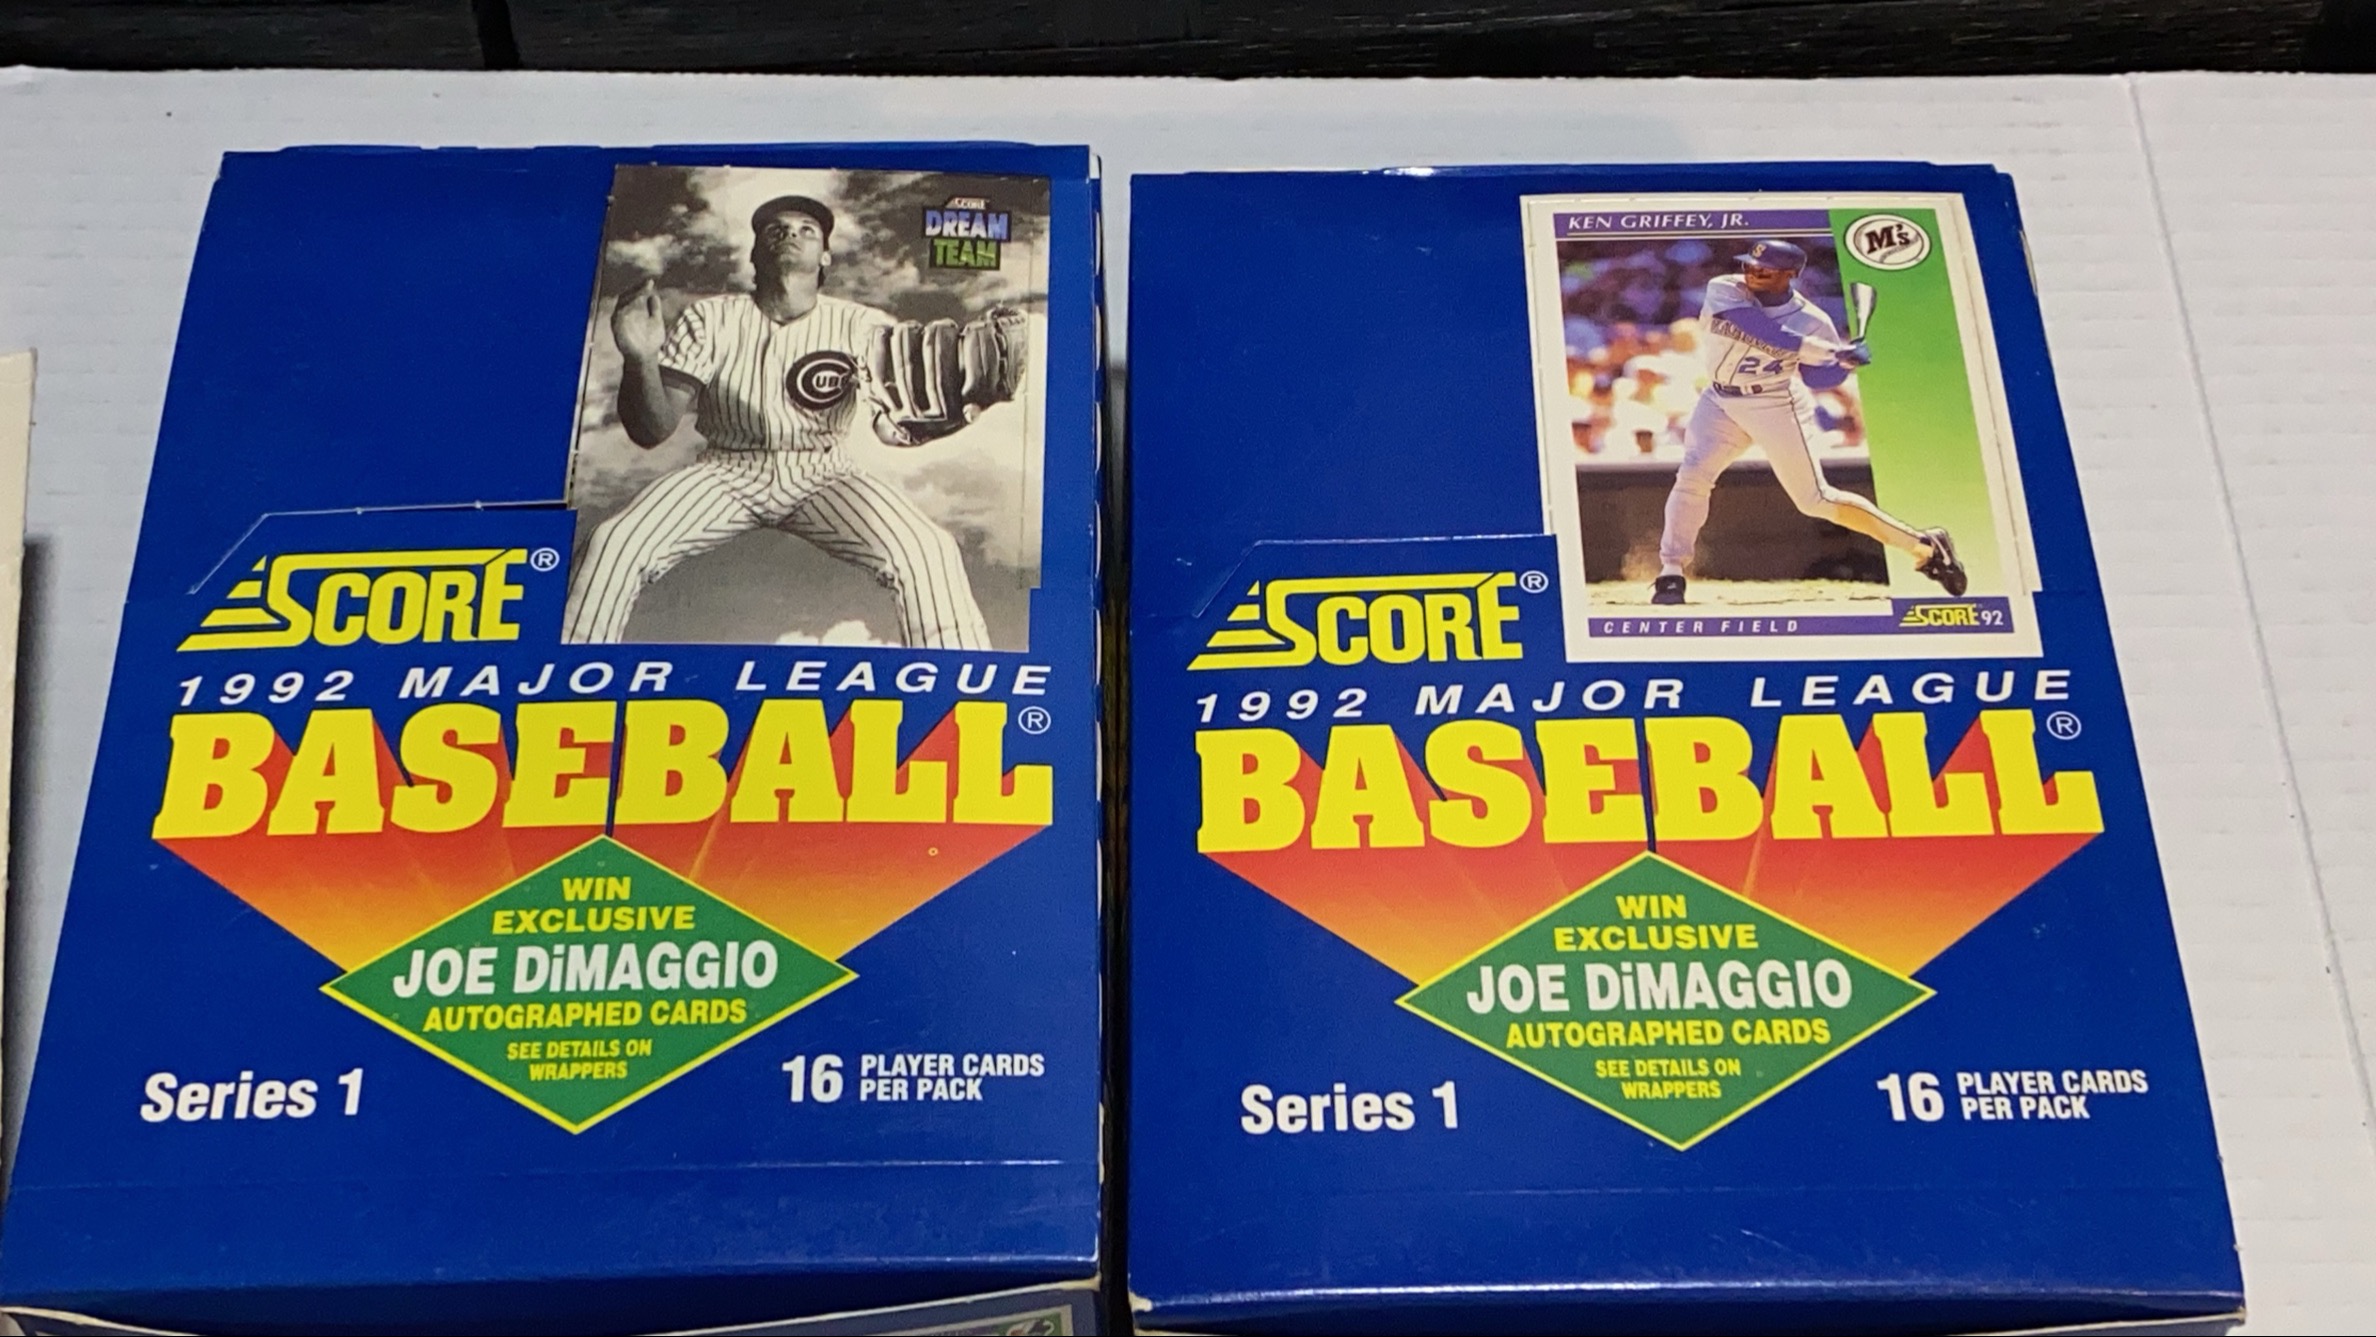 SCORE
DREAM
TEAM
CUBS
SCORE®
1992 MAJOR LEAGUE
BASEBALL®
WIN
EXCLUSIVE
JOE DiMAGGIO
AUTOGRAPHED CARDS
SEE DETAILS ON
WRAPPERS
Series 1
16 PLAYER CARDS
PER PACK
KEN GRIFFEY, JR.
M's
S
24
CENTER FIELD
SCORE 92
SCORE®
1992 MAJOR LEAGUE
BASEBALL®
WIN
EXCLUSIVE
JOE DiMAGGIO
AUTOGRAPHED CARDS
SEE DETAILS ON
WRAPPERS
Series 1
16 PLAYER CARDS
PER PACK